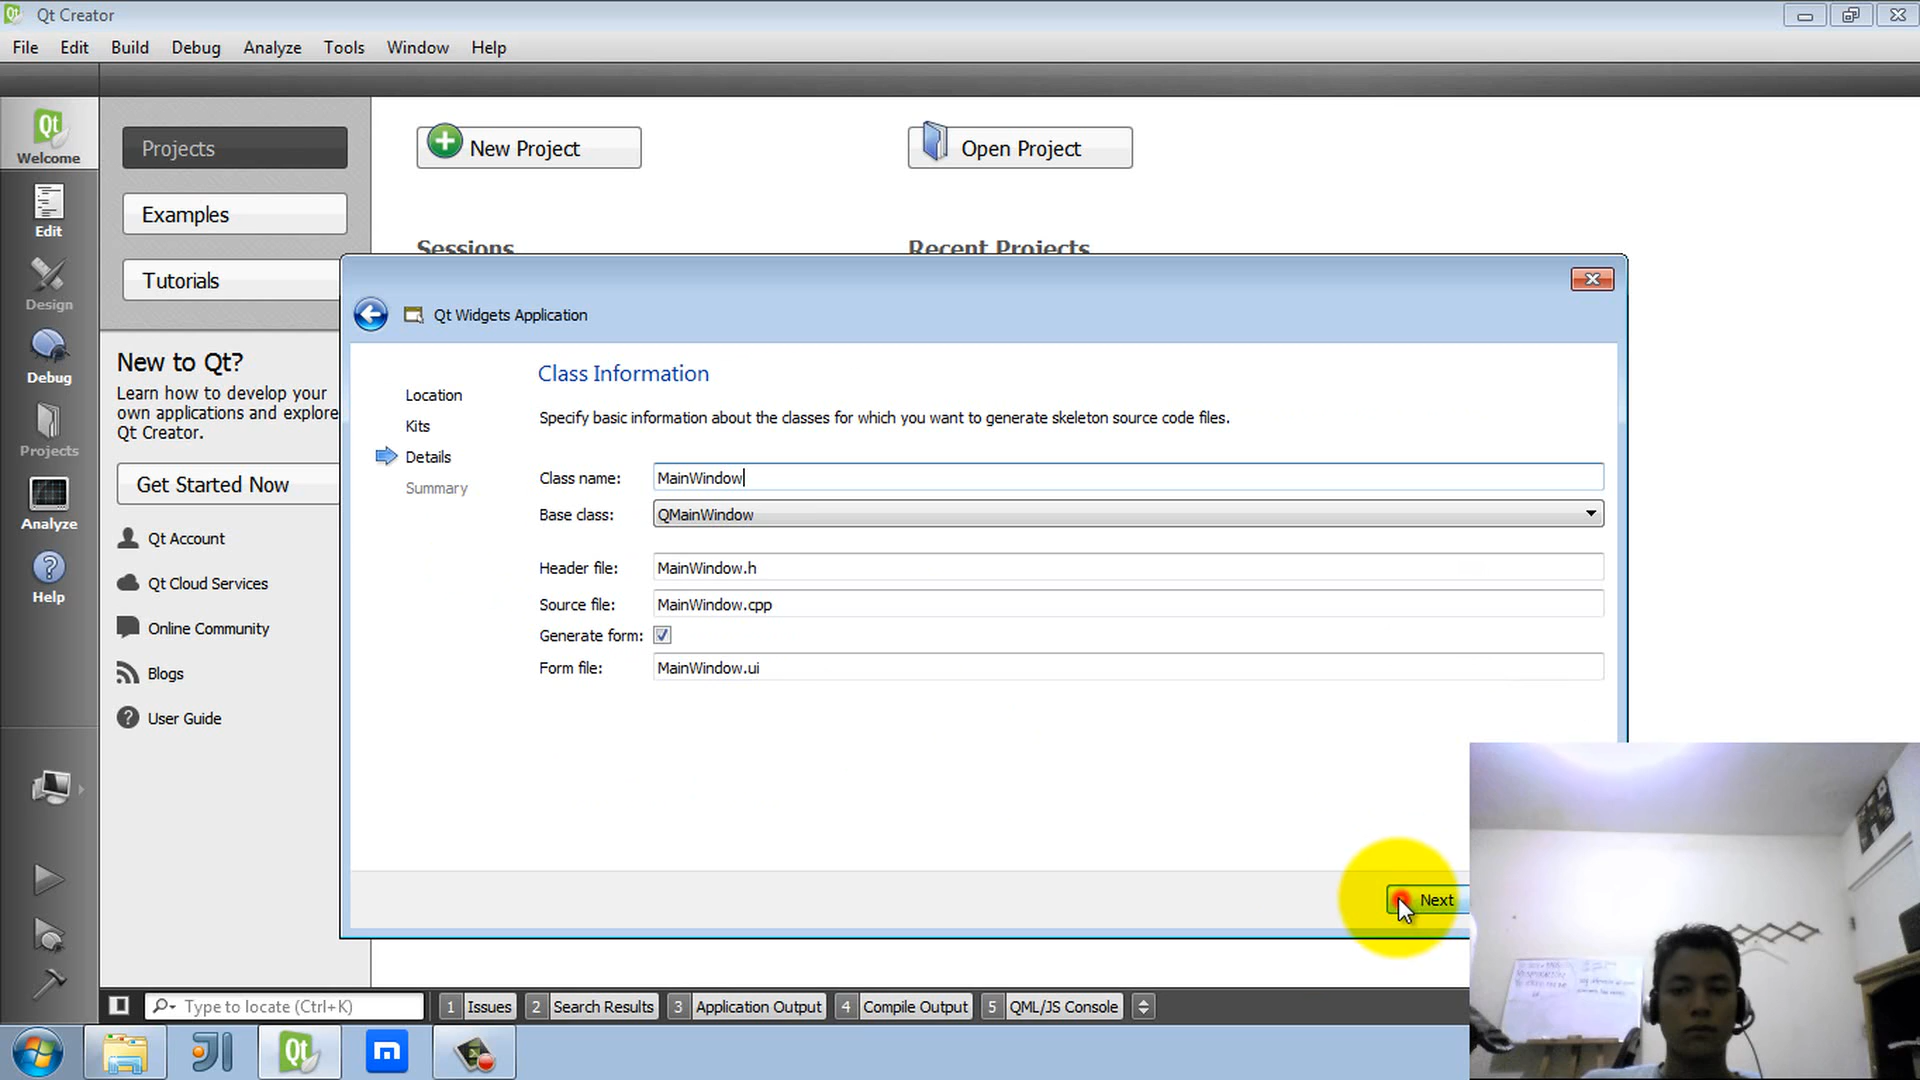 Qt Creator
File Edit Build Debug Analyze Tools Window Help
Qt
Welcome
Edit
Design
Debug
Projects
Analyze
Help
Projects
Examples
Tutorials
New Project
Open Project
Sessions
Recent Projects
New to Qt?
Learn how to develop your
own applications and explore
Qt Creator.
Get Started Now
Qt Account
Qt Cloud Services
Online Community
Blogs
User Guide
Qt Widgets Application
Location
Kits
Details
Summary
Class Information
Specify basic information about the classes for which you want to generate skeleton source code files.
Class name: MainWindow
Base class: QMainWindow
Header file: MainWindow.h
Source file: MainWindow.cpp
Generate form:
Form file: MainWindow.ui
Next
Type to locate (Ctrl+K)
1 Issues 2 Search Results 3 Application Output 4 Compile Output 5 QML/JS Console
Qt
m